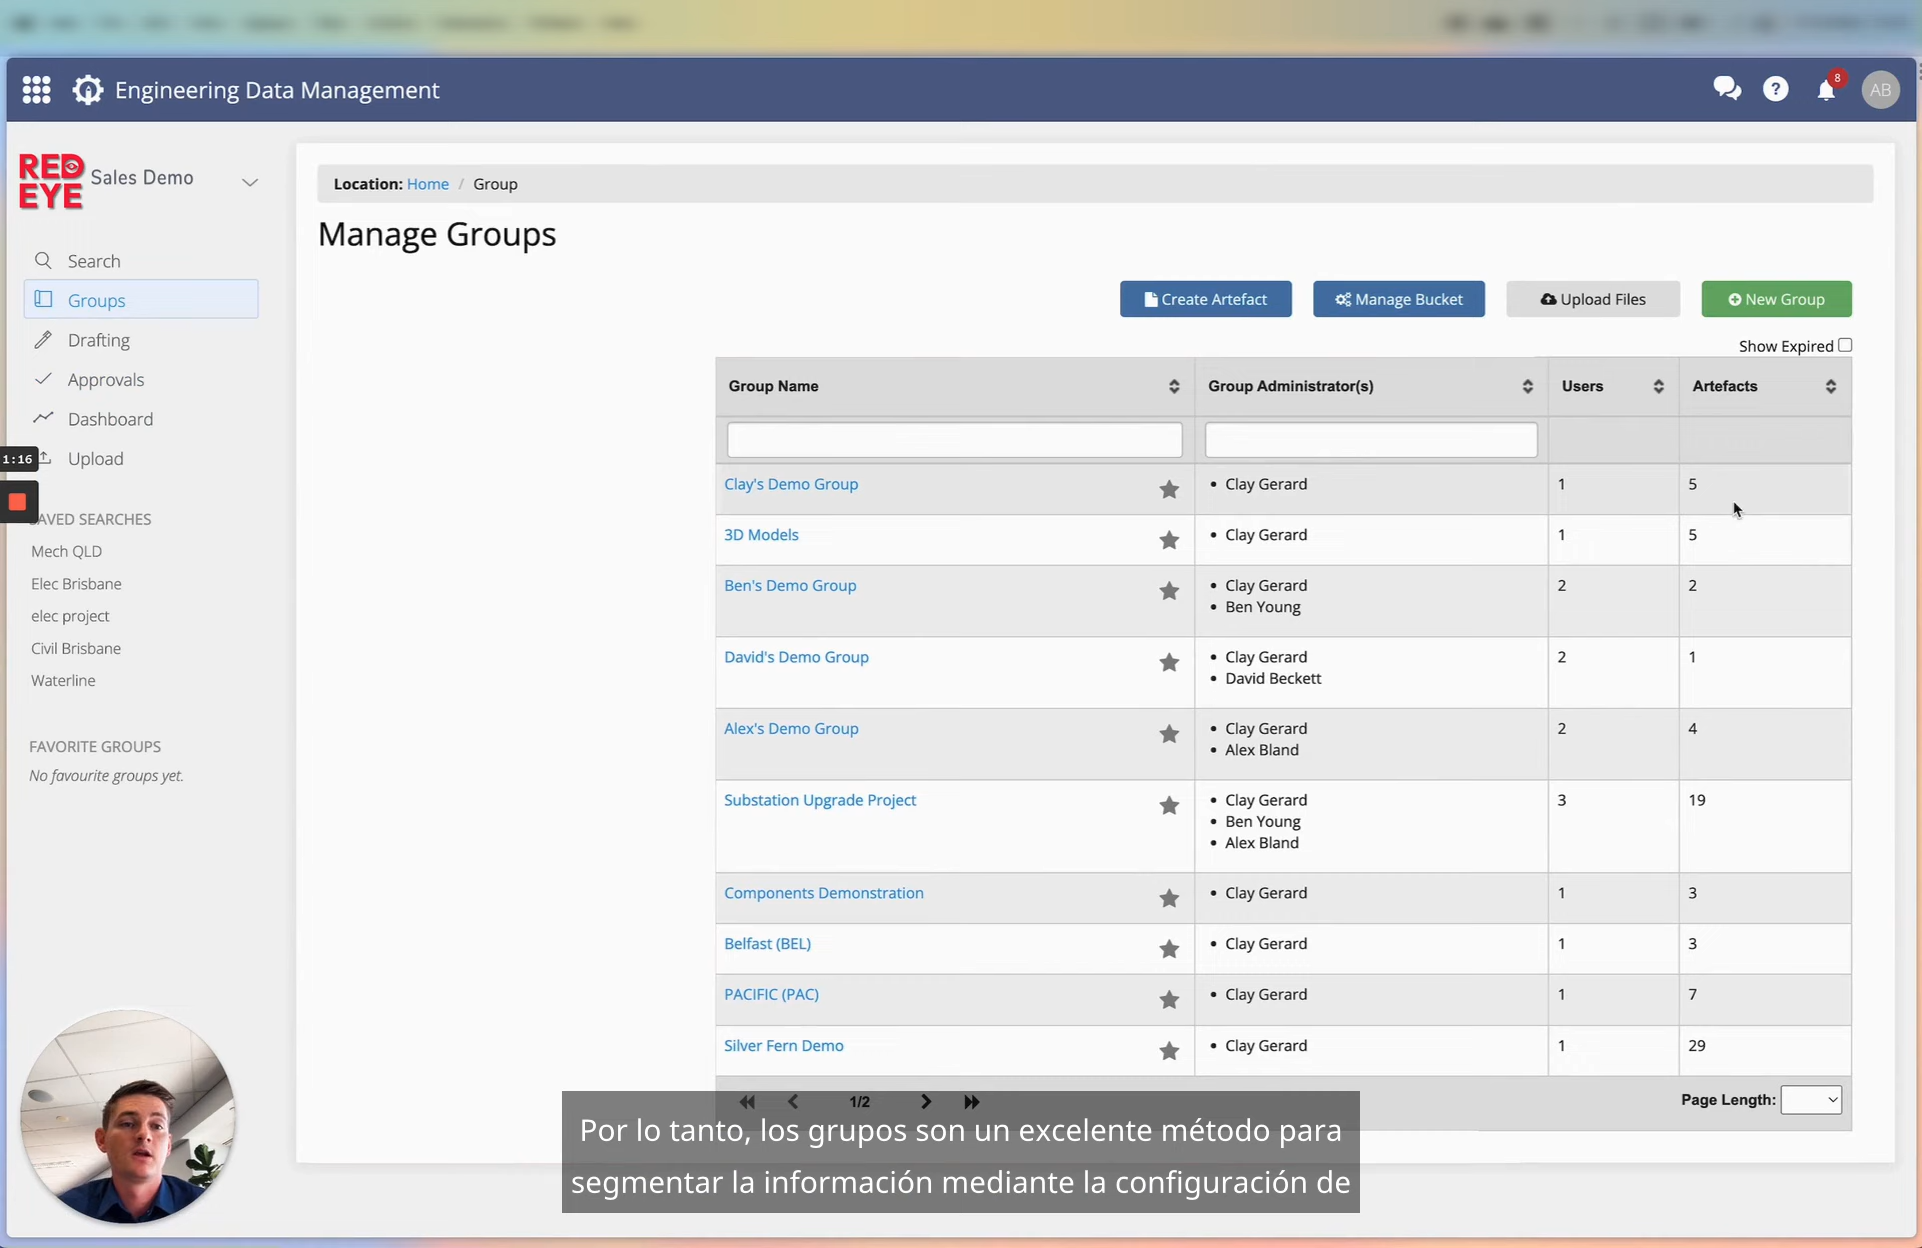 Engineering Data Management
8
AB
RED
EYE
Sales Demo
Search
Groups
Drafting
Approvals
Dashboard
1:16
Upload
SAVED SEARCHES
Mech QLD
Elec Brisbane
elec project
Civil Brisbane
Waterline
FAVORITE GROUPS
No favourite groups yet.
Location: Home / Group
Manage Groups
Create Artefact Manage Bucket Upload Files New Group
Show Expired
Group Name Group Administrator(s) Users Artefacts
Clay's Demo Group • Clay Gerard 1 5
3D Models • Clay Gerard 1 5
Ben's Demo Group • Clay Gerard 2 2
• Ben Young
David's Demo Group • Clay Gerard 2 1
• David Beckett
Alex's Demo Group • Clay Gerard 2 4
• Alex Bland
Substation Upgrade Project • Clay Gerard 3 19
• Ben Young
• Alex Bland
Components Demonstration • Clay Gerard 1 3
Belfast (BEL) • Clay Gerard 1 3
PACIFIC (PAC) • Clay Gerard 1 7
Silver Fern Demo • Clay Gerard 1 29
1/2 Page Length:
Por lo tanto, los grupos son un excelente método para
segmentar la información mediante la configuración de